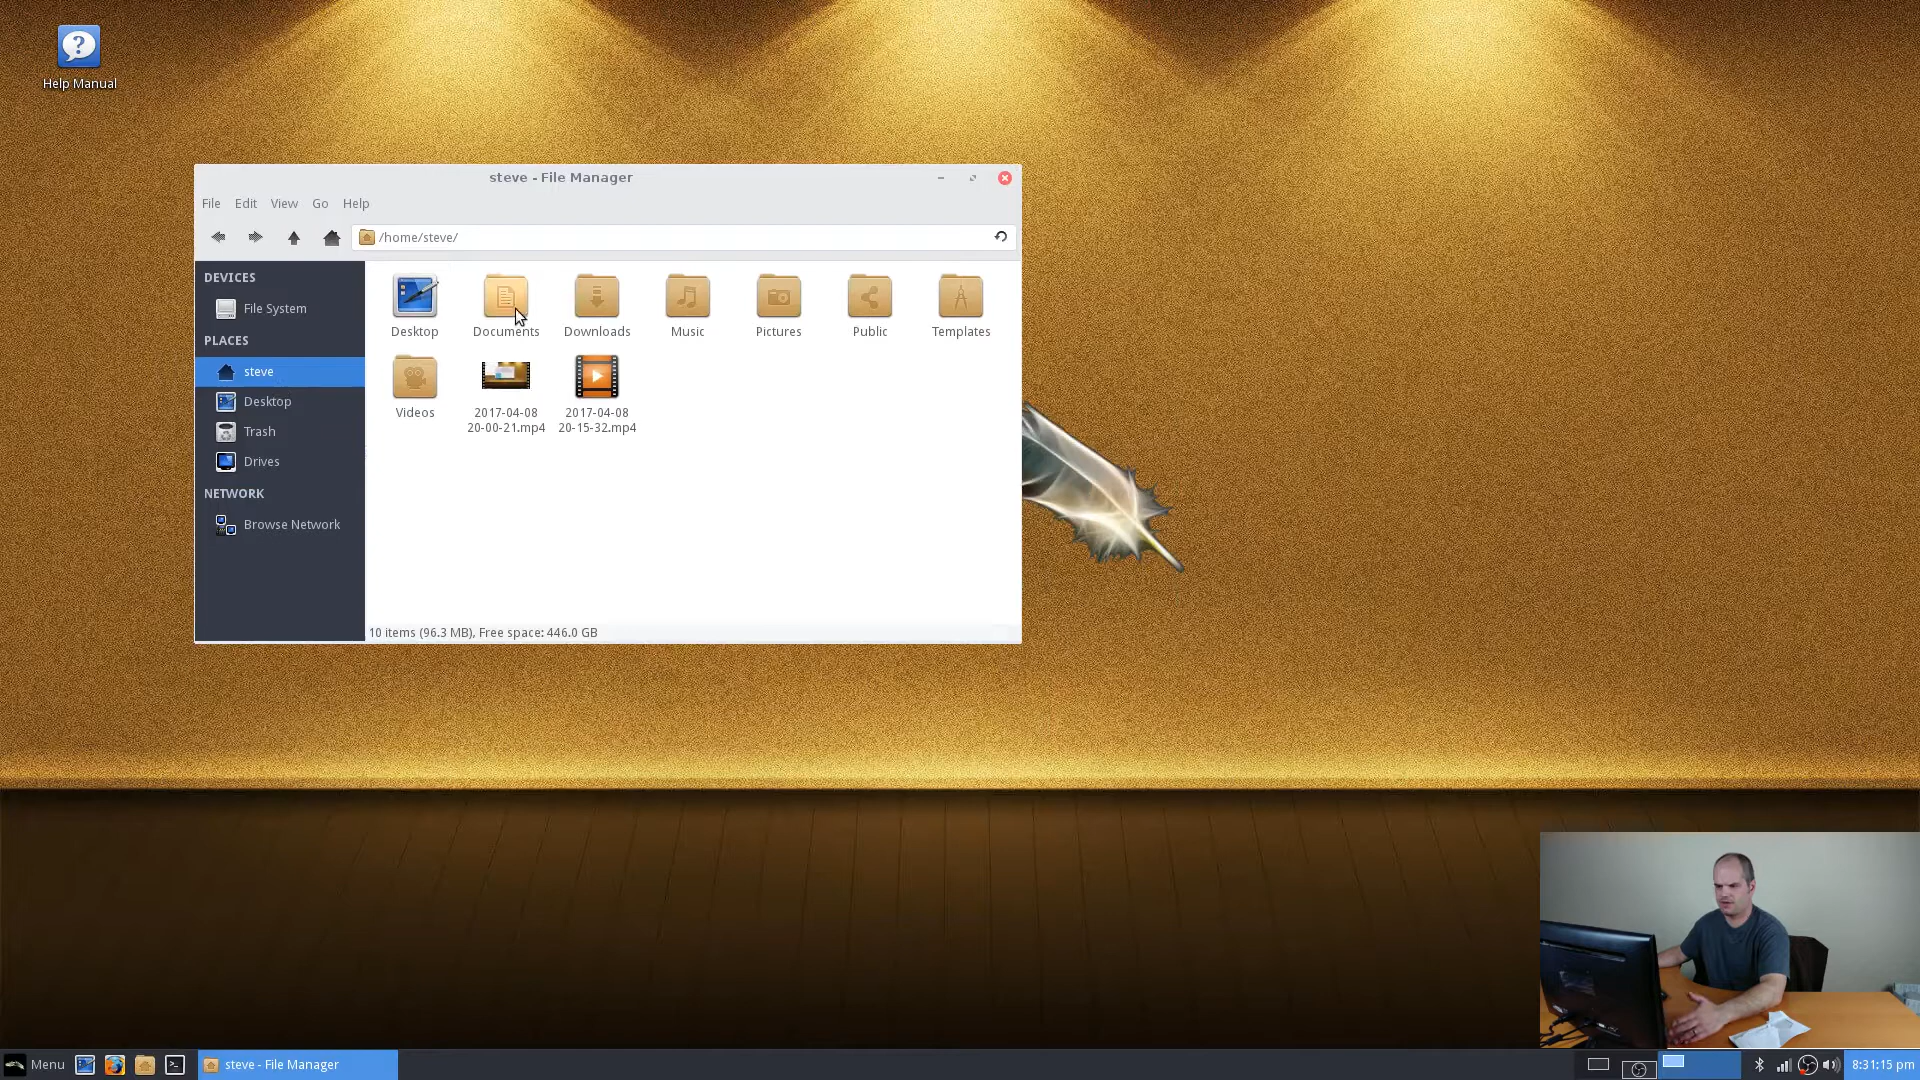 Help Manual
steve - File Manager
File Edit View Go Help
/home/steve/
DEVICES
File System
PLACES
steve
Desktop
Trash
Drives
NETWORK
Browse Network
Desktop Documents Downloads Music Pictures Public Templates
Videos 2017-04-08 2017-04-08
20-00-21.mp4 20-15-32.mp4
10 items (96.3 MB), Free space: 446.0 GB
Menu steve - File Manager 8:31:15 pm